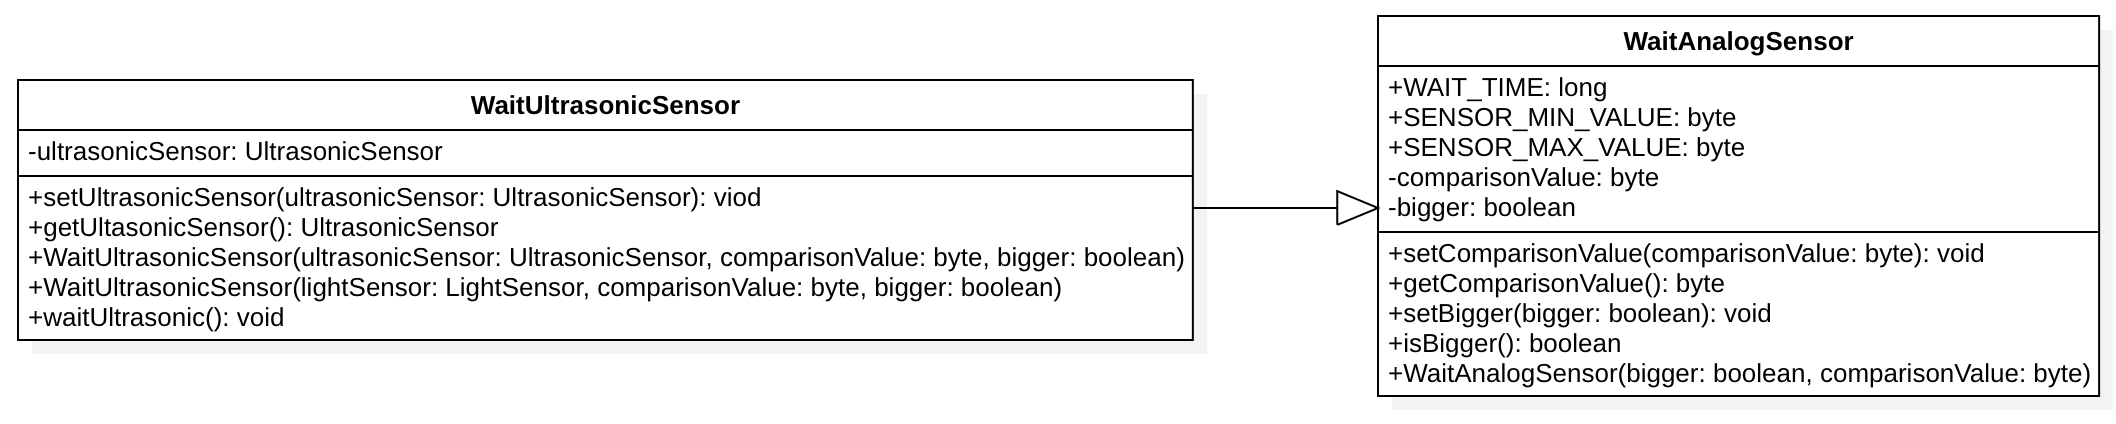 WaitUltrasonicSensor
-ultrasonicSensor: UltrasonicSensor
+setUltrasonicSensor(ultrasonicSensor: UltrasonicSensor): viod
+getUltasonicSensor(): UltrasonicSensor
+WaitUltrasonicSensor(ultrasonicSensor: UltrasonicSensor, comparisonValue: byte, bigger: boolean)
+WaitUltrasonicSensor(lightSensor: LightSensor, comparisonValue: byte, bigger: boolean)
+waitUltrasonic(): void
WaitAnalogSensor
+WAIT_TIME: long
+SENSOR_MIN_VALUE: byte
+SENSOR_MAX_VALUE: byte
-comparisonValue: byte
-bigger: boolean
+setComparisonValue(comparisonValue: byte): void
+getComparisonValue(): byte
+setBigger(bigger: boolean): void
+isBigger(): boolean
+WaitAnalogSensor(bigger: boolean, comparisonValue: byte)